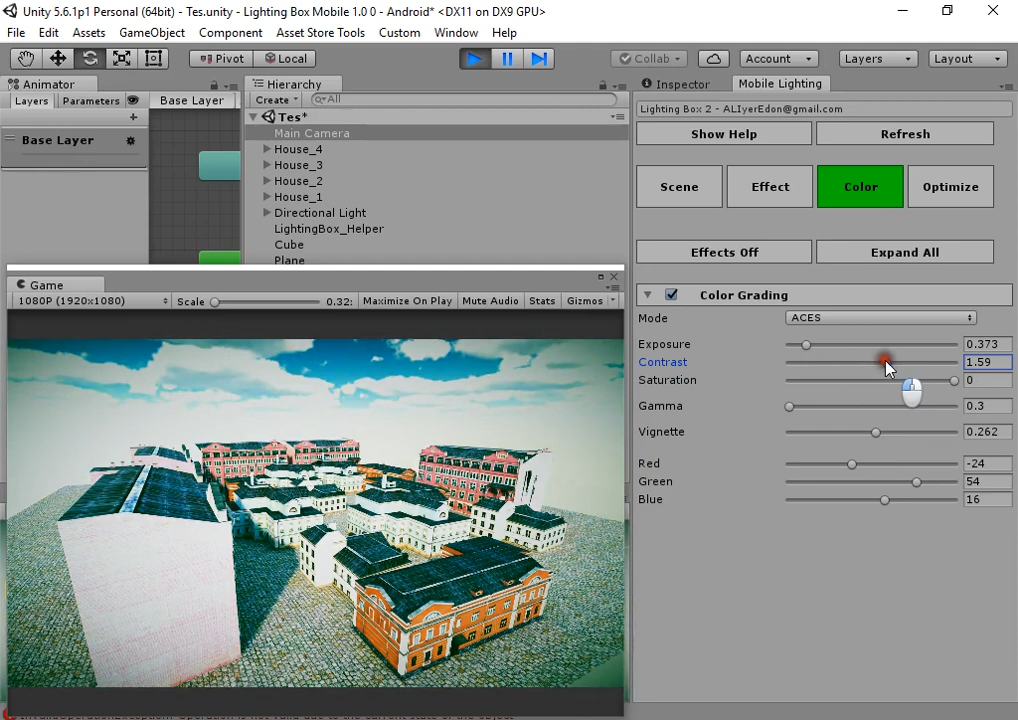 Unity 5.6.1p1 Personal (64bit) - Tes.unity - Lighting Box Mobile 1.0 0 - Android* <DX11 on DX9 GPU>
File Edit Assets GameObject Component Asset Store Tools Custom Window Help
Pivot Local Collab Account Layers Layout
Animator Hierarchy Inspector Mobile Lighting
Layers Parameters Base Layer Create All Lighting Box 2 - ALIyerEdon@gmail.com
Base Layer
Tes*
Main Camera
House_4
House_3
House_2
House_1
Directional Light
LightingBox_Helper
Cube
Plane
Show Help Refresh
Scene Effect Color Optimize
Effects Off Expand All
Color Grading
Mode ACES
Exposure 0.373
Contrast 1.59
Saturation 0
Gamma 0.3
Vignette 0.262
Red -24
Green 54
Blue 16
Game
1080P (1920x1080) Scale 0.32: Maximize On Play Mute Audio Stats Gizmos